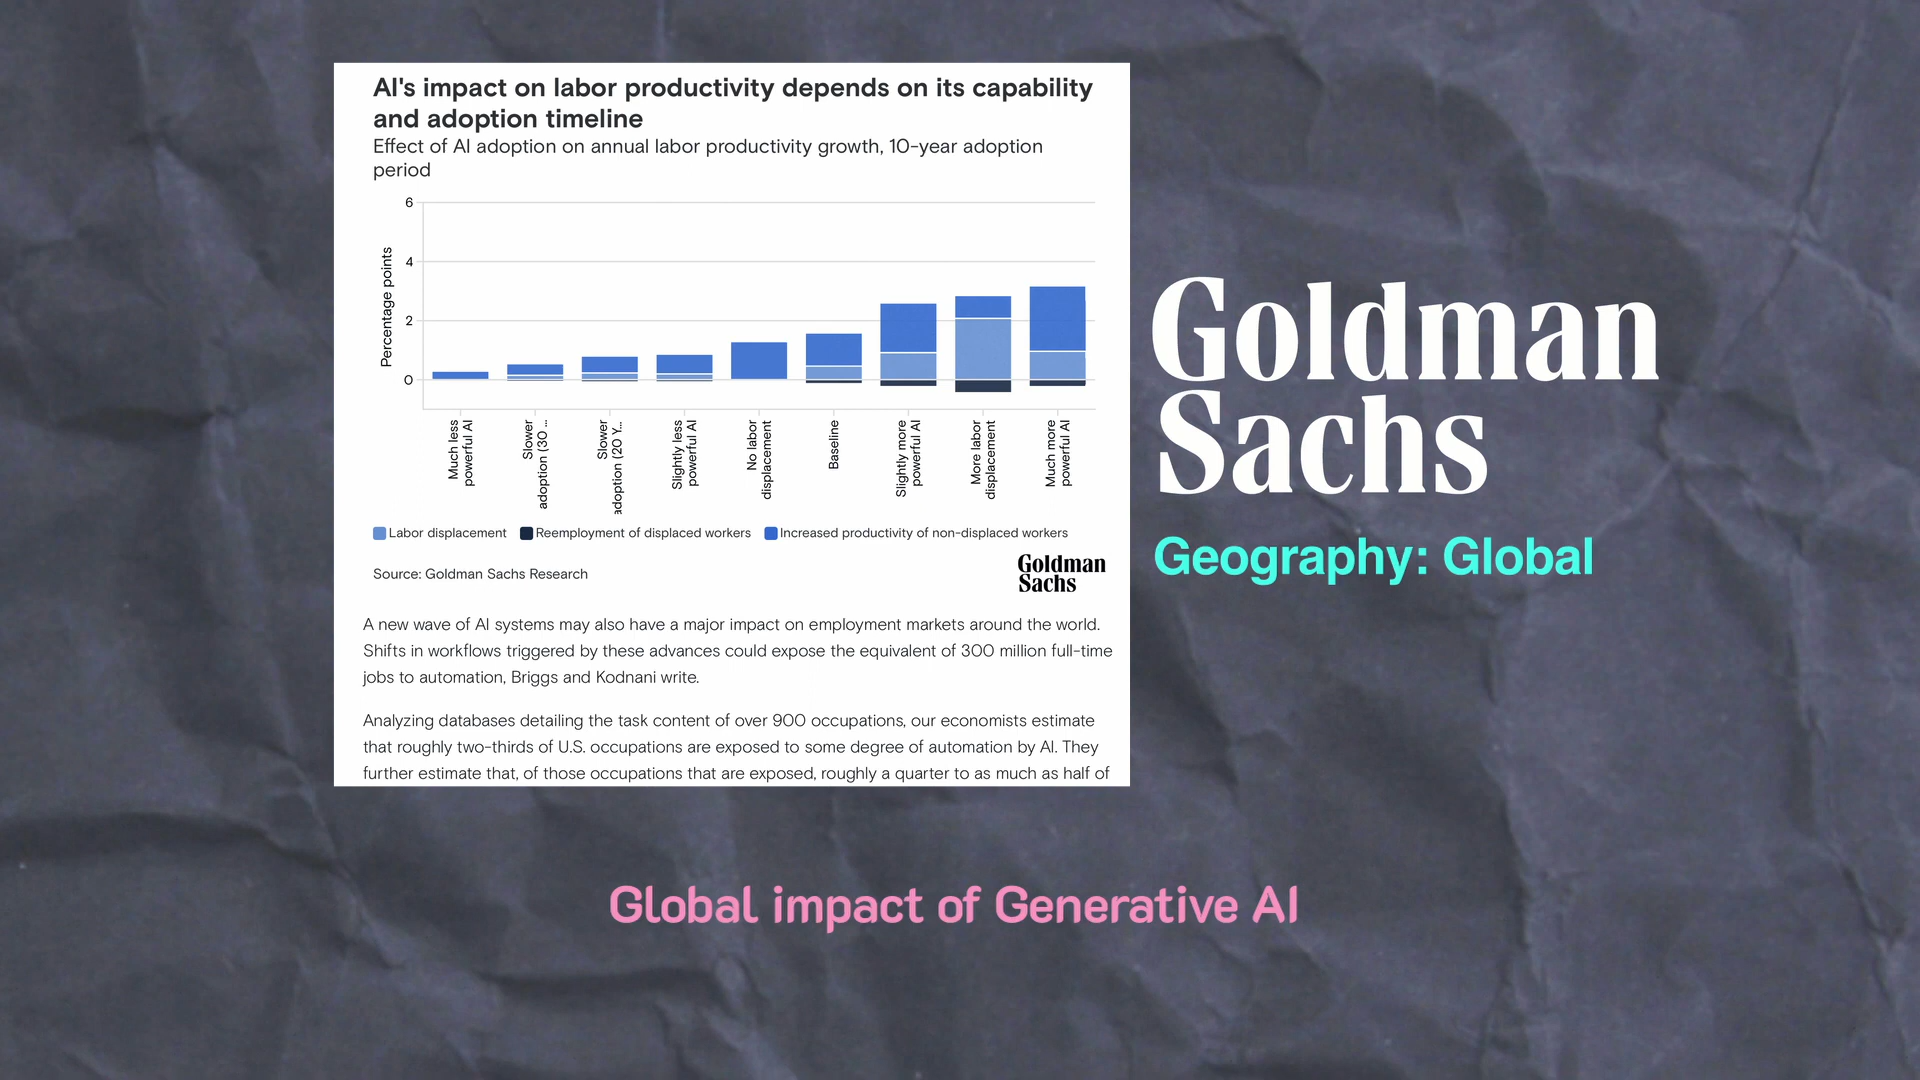 AI's impact on labor productivity depends on its capability
and adoption timeline
Effect of AI adoption on annual labor productivity growth, 10-year adoption
period
Percentage points
6
4
2
0
Much less
powerful AI
Slower
adoption (30 ...
Slower
adoption (20 Y...
Slightly less
powerful AI
No labor
displacement
Baseline
Slightly more
powerful AI
More labor
displacement
Much more
powerful AI
Labor displacement
Reemployment of displaced workers
Increased productivity of non-displaced workers
Source: Goldman Sachs Research
Goldman
Sachs
A new wave of AI systems may also have a major impact on employment markets around the world.
Shifts in workflows triggered by these advances could expose the equivalent of 300 million full-time
jobs to automation, Briggs and Kodnani write.
Analyzing databases detailing the task content of over 900 occupations, our economists estimate
that roughly two-thirds of U.S. occupations are exposed to some degree of automation by AI. They
further estimate that, of those occupations that are exposed, roughly a quarter to as much as half of
Goldman
Sachs
Geography: Global
Global impact of Generative AI